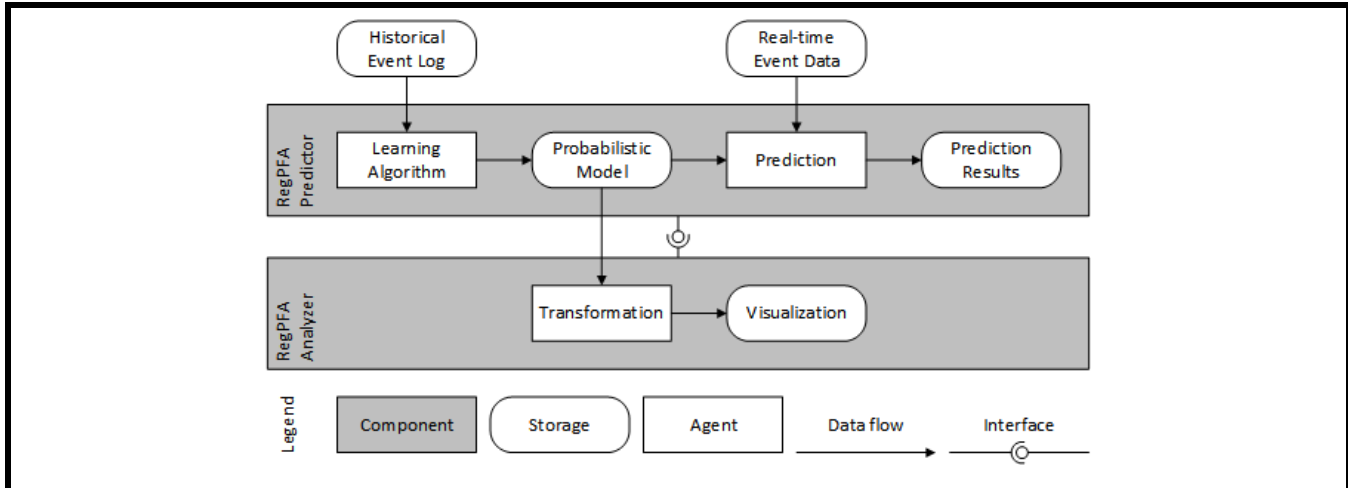 Historical
Event Log
Real-time
Event Data
RegPFA
Predictor
Learning
Algorithm
Probabilistic
Model
Prediction
Prediction
Results
RegPFA
Analyzer
Transformation
Visualization
Legend
Component
Storage
Agent
Data flow
Interface